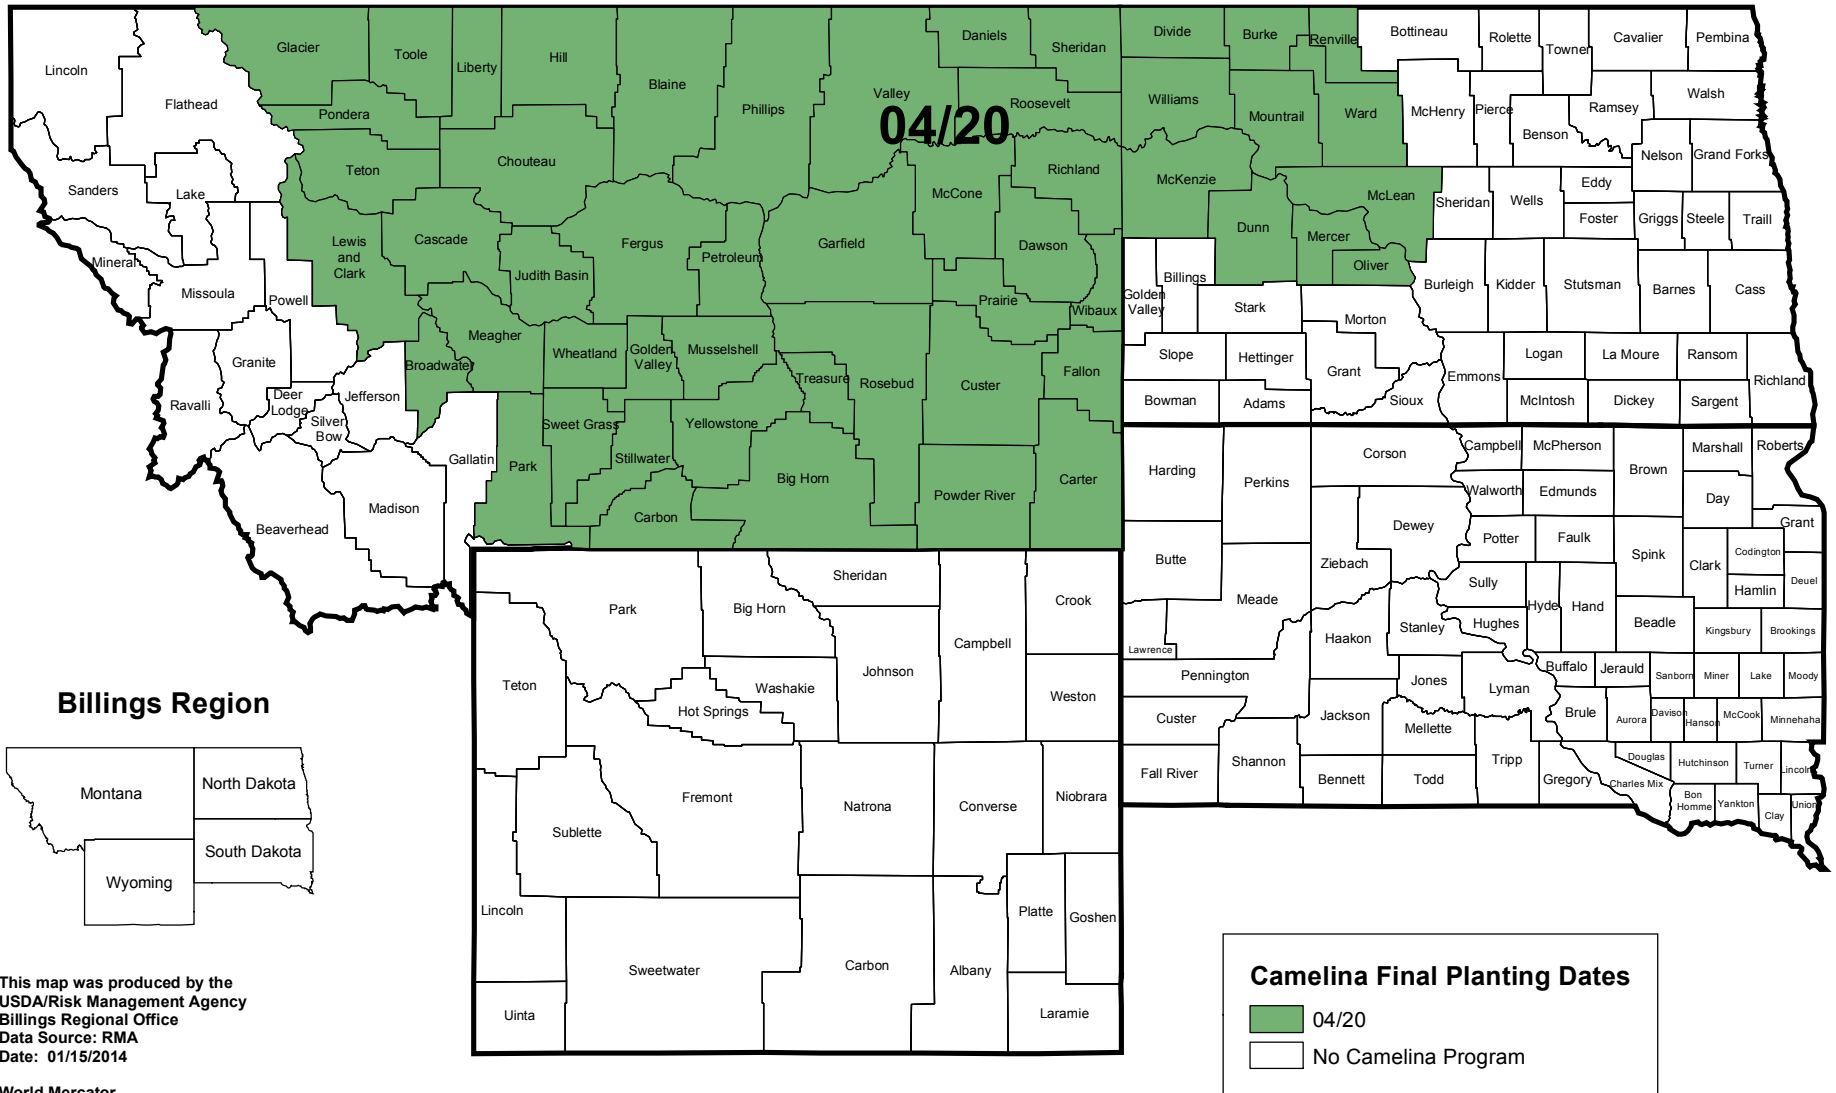 Glacier
Toole
Liberty
Hill
Blaine
Phillips
Valley
Daniels
Sheridan
Roosevelt
04/20
Lincoln
Flathead
Pondera
Teton
Chouteau
McCone
Richland
Sanders
Lake
Lewis
and
Clark
Cascade
Judith Basin
Fergus
Petroleum
Garfield
Dawson
Prairie
Wibaux
Mineral
Missoula
Powell
Granite
Deer
Lodge
Silver
Bow
Jefferson
Broadwater
Meagher
Wheatland
Golden
Valley
Musselshell
Treasure
Rosebud
Custer
Fallon
Ravalli
Gallatin
Park
Sweet Grass
Stillwater
Yellowstone
Big Horn
Carbon
Powder River
Carter
Beaverhead
Madison
Divide
Burke
Renville
Bottineau
Rolette
Towner
Cavalier
Pembina
Williams
Mountrail
Ward
McHenry
Pierce
Benson
Ramsey
Walsh
Nelson
Grand Forks
McKenzie
Dunn
McLean
Mercer
Oliver
Sheridan
Wells
Eddy
Foster
Griggs
Steele
Traill
Golden
Valley
Billings
Stark
Morton
Burleigh
Kidder
Stutsman
Barnes
Cass
Slope
Hettinger
Grant
Sioux
Emmons
Logan
La Moure
Ransom
Richland
Bowman
Adams
McIntosh
Dickey
Sargent
Harding
Perkins
Corson
Campbell
McPherson
Brown
Marshall
Roberts
Walworth
Edmunds
Day
Grant
Butte
Meade
Ziebach
Dewey
Potter
Faulk
Spink
Clark
Codington
Hamlin
Deuel
Sully
Hyde
Hand
Beadle
Kingsbury
Brookings
Lawrence
Haakon
Stanley
Hughes
Pennington
Jones
Lyman
Buffalo
Jerauld
Sanborn
Miner
Lake
Moody
Custer
Jackson
Mellette
Brule
Aurora
Davison
Hanson
McCook
Minnehaha
Fall River
Shannon
Bennett
Todd
Tripp
Gregory
Charles Mix
Douglas
Hutchinson
Turner
Lincoln
Bon
Homme
Yankton
Clay
Union
Park
Big Horn
Sheridan
Campbell
Crook
Teton
Hot Springs
Washakie
Johnson
Weston
Fremont
Sublette
Natrona
Converse
Niobrara
Lincoln
Sweetwater
Uinta
Carbon
Albany
Platte
Goshen
Laramie
Billings Region
Montana
North Dakota
South Dakota
Wyoming
This map was produced by the
USDA/Risk Management Agency
Billings Regional Office
Data Source: RMA
Date: 01/15/2014
World Mercator
Camelina Final Planting Dates
04/20
No Camelina Program